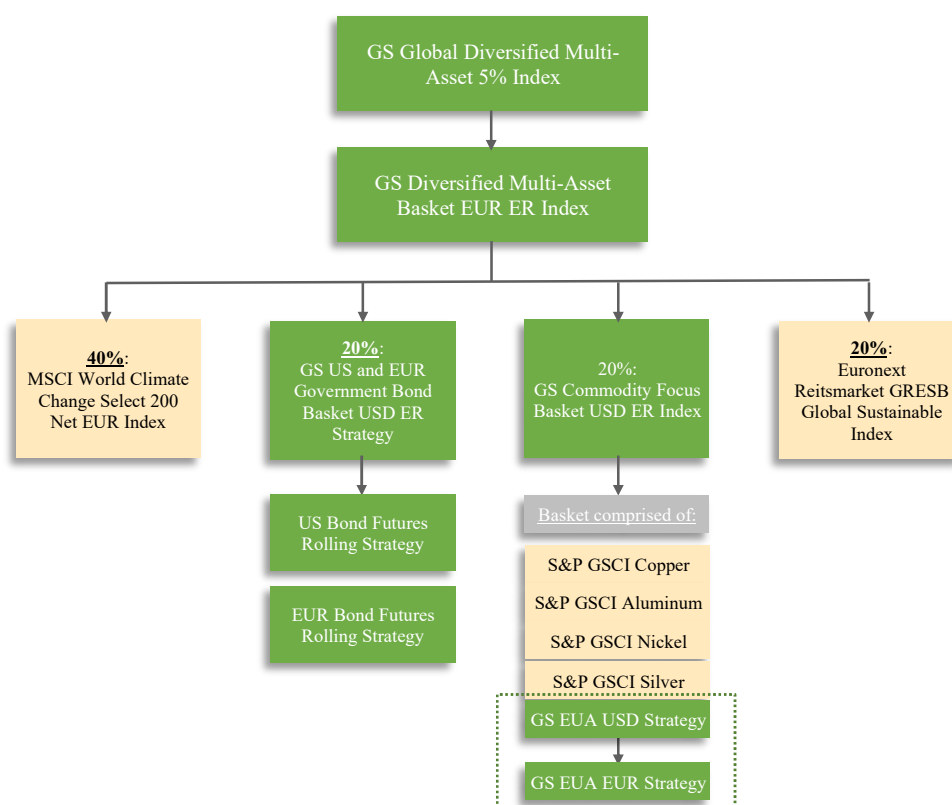 GS Global Diversified Multi-
Asset 5% Index
GS Diversified Multi-Asset
Basket EUR ER Index
40%:
MSCI World Climate
Change Select 200
Net EUR Index
20%:
GS US and EUR
Government Bond
Basket USD ER
Strategy
20%:
GS Commodity Focus
Basket USD ER Index
20%:
Euronext
Reitsmarket GRESB
Global Sustainable
Index
US Bond Futures
Rolling Strategy
EUR Bond Futures
Rolling Strategy
Basket comprised of:
S&P GSCI Copper
S&P GSCI Aluminum
S&P GSCI Nickel
S&P GSCI Silver
GS EUA USD Strategy
GS EUA EUR Strategy